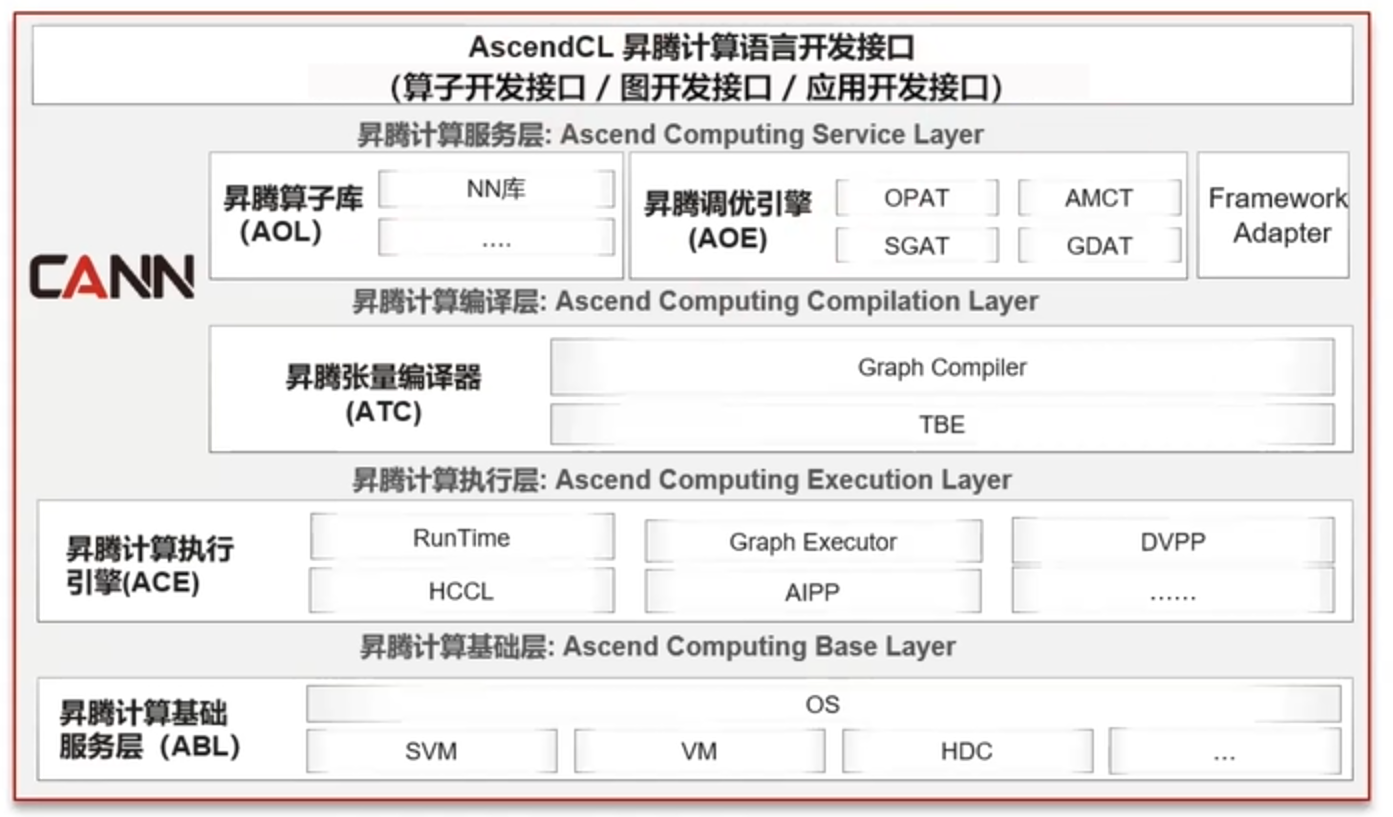 AscendCL 昇腾计算语言开发接口
(算子开发接口 / 图开发接口 / 应用开发接口)
昇腾计算服务层: Ascend Computing Service Layer
昇腾算子库
(AOL)
NN库
....
昇腾调优引擎
(AOE)
OPAT
AMCT
SGAT
GDAT
Framework
Adapter
CANN
昇腾计算编译层: Ascend Computing Compilation Layer
昇腾张量编译器
(ATC)
Graph Compiler
TBE
昇腾计算执行层: Ascend Computing Execution Layer
昇腾计算执行
引擎(ACE)
RunTime
Graph Executor
DVPP
HCCL
AIPP
......
昇腾计算基础层: Ascend Computing Base Layer
昇腾计算基础
服务层（ABL）
OS
SVM
VM
HDC
...